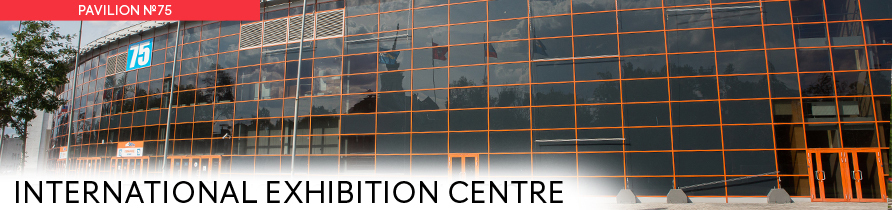 PAVILION №75
75
INTERNATIONAL EXHIBITION CENTRE